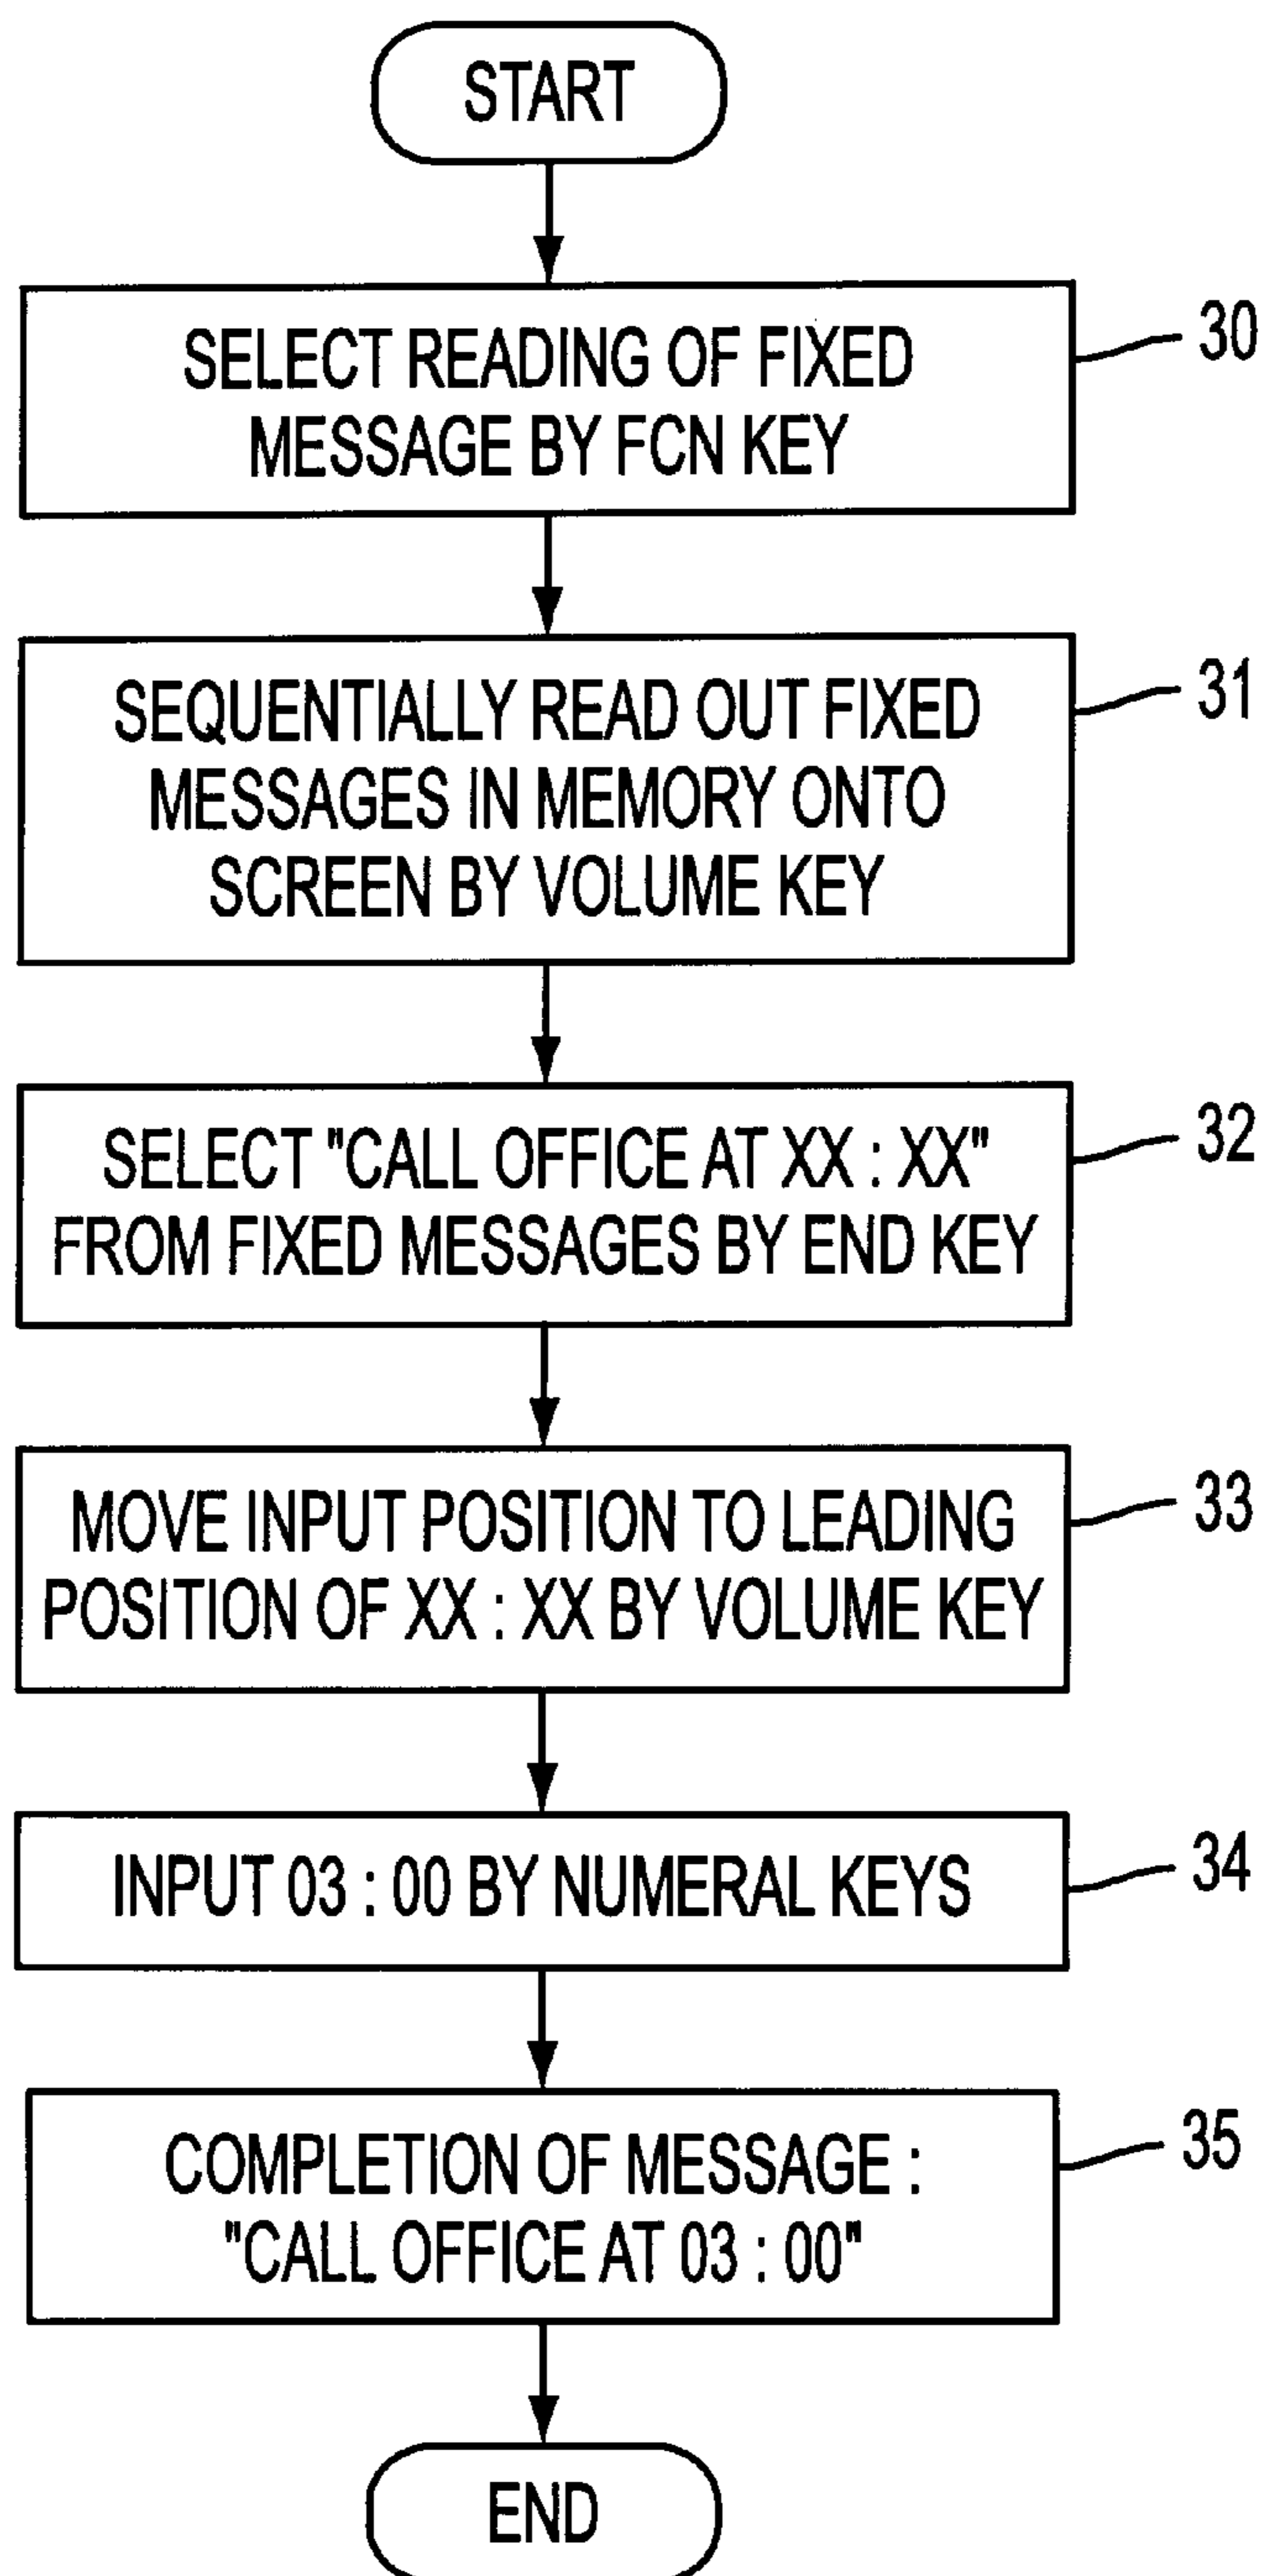 START
SELECT READING OF FIXED
MESSAGE BY FCN KEY
30
SEQUENTIALLY READ OUT FIXED
MESSAGES IN MEMORY ONTO
SCREEN BY VOLUME KEY
31
SELECT "CALL OFFICE AT XX : XX"
FROM FIXED MESSAGES BY END KEY
32
MOVE INPUT POSITION TO LEADING
POSITION OF XX : XX BY VOLUME KEY
33
INPUT 03 : 00 BY NUMERAL KEYS
34
COMPLETION OF MESSAGE :
"CALL OFFICE AT 03 : 00"
35
END